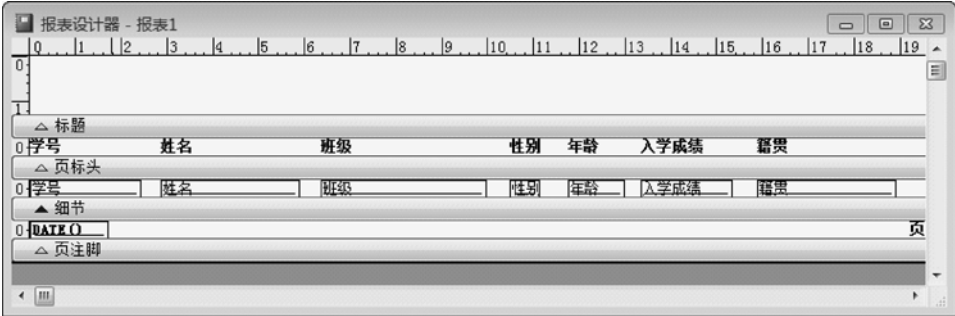 报表设计器 - 报表1
0 1 2 3 4 5 6 7 8 9 10 11 12 13 14 15 16 17 18 19
0
1
标题
0 学号 姓名 班级 性别 年龄 入学成绩 籍贯
页标头
0 学号 姓名 班级 性别 年龄 入学成绩 籍贯
细节
0 DATE() 页
页注脚